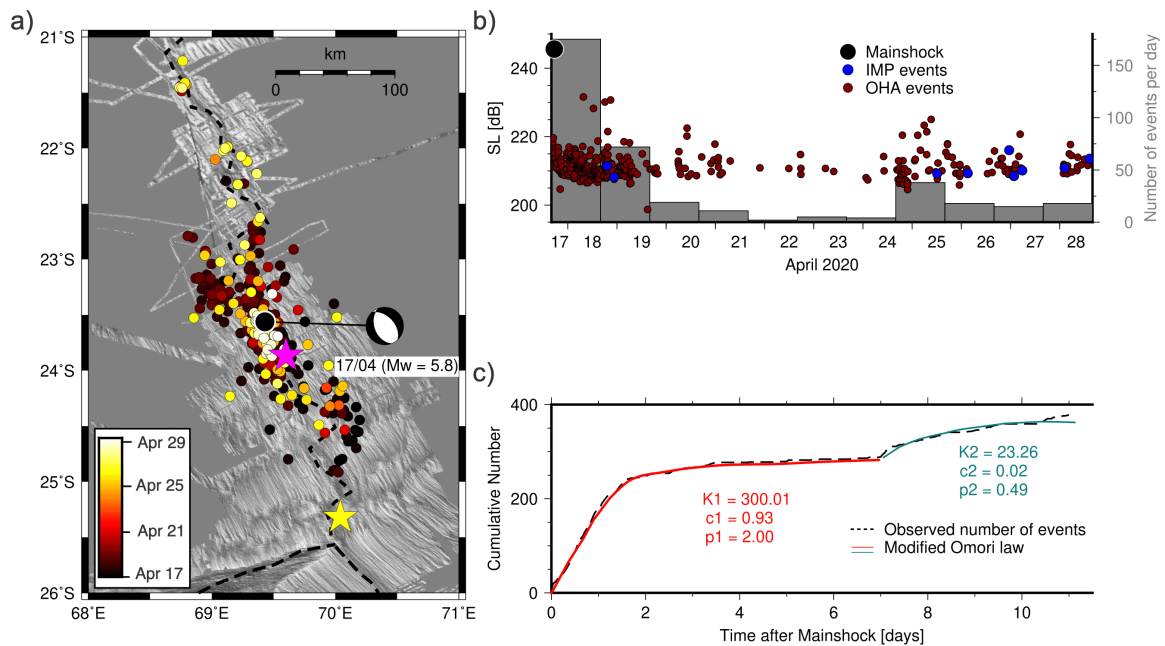 a)
21°S
22°S
23°S
24°S
25°S
26°S
68°E
69°E
70°E
71°E
km
0
100
17/04 (Mw = 5.8)
Apr 29
Apr 25
Apr 21
Apr 17
b)
SL [dB]
240
220
200
Mainshock
IMP events
OHA events
150
100
50
0
Number of events per day
17 18 19 20 21 22 23 24 25 26 27 28
April 2020
c)
Cumulative Number
400
200
0
K1 = 300.01
c1 = 0.93
p1 = 2.00
K2 = 23.26
c2 = 0.02
p2 = 0.49
Observed number of events
Modified Omori law
0 2 4 6 8 10
Time after Mainshock [days]